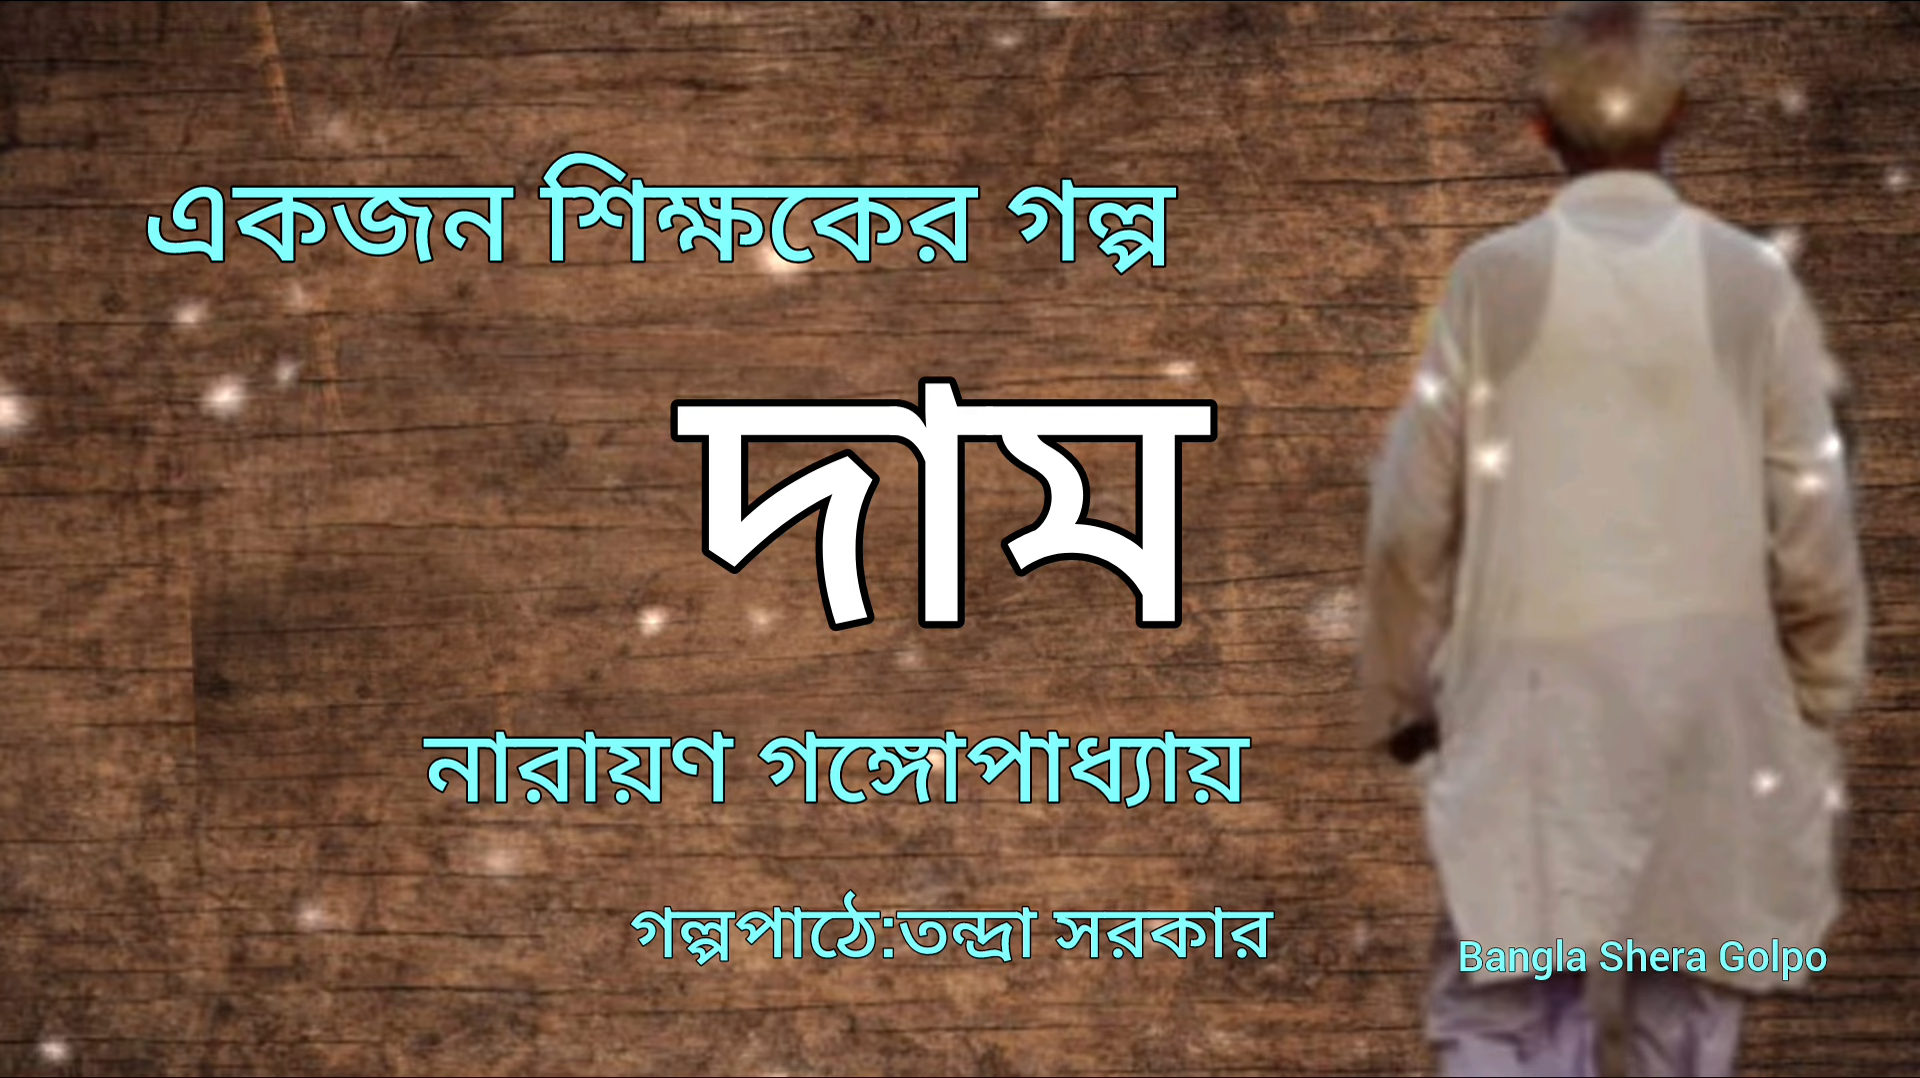 একজন শিক্ষকের গল্প
দাম
নারায়ণ গঙ্গোপাধ্যায়
গল্পপাঠে:তন্দ্রা সরকার
Bangla Shera Golpo